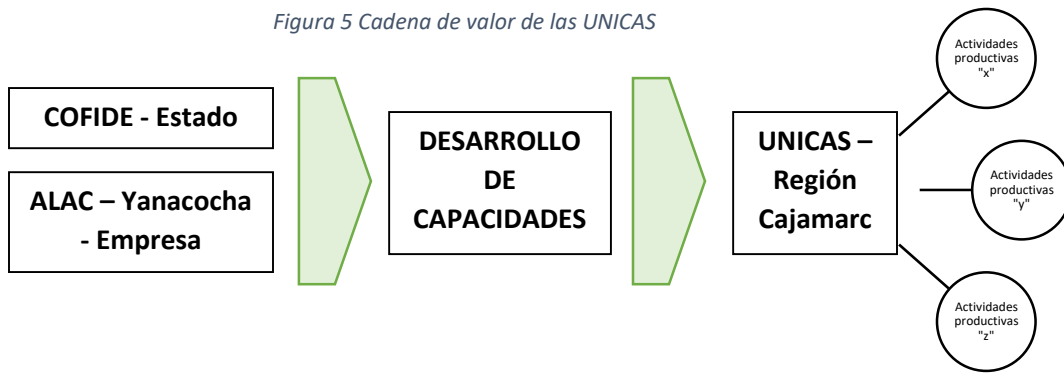 Figura 5 Cadena de valor de las UNICAS
COFIDE - Estado
ALAC – Yanacocha
- Empresa
DESARROLLO
DE
CAPACIDADES
UNICAS –
Región
Cajamarc
Actividades
productivas
"x"
Actividades
productivas
"y"
Actividades
productivas
"z"